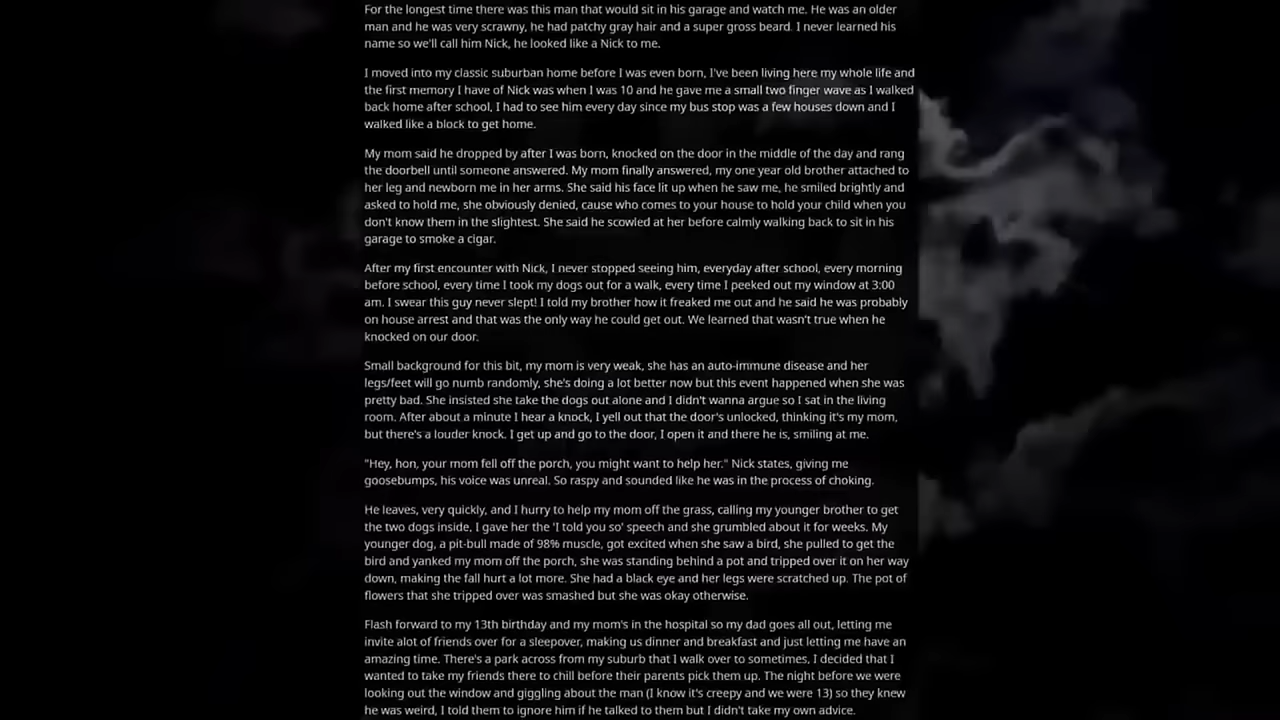 For the longest time there was this man that would sit in his garage and watch me. He was an older
man and he was very scrawny, he had patchy gray hair and a super gross beard. I never learned his
name so we'll call him Nick, he looked like a Nick to me.
I moved into my classic suburban home before I was even born, I've been living here my whole life and
the first memory I have of Nick was when I was 10 and he gave me a small two finger wave as I walked
back home after school, I had to see him every day since my bus stop was a few houses down and I
walked like a block to get home.
My mom said he dropped by after I was born, knocked on the door in the middle of the day and rang
the doorbell until someone answered. My mom finally answered, my one year old brother attached to
her leg and newborn me in her arms. She said his face lit up when he saw me, he smiled brightly and
asked to hold me, she obviously denied, cause who comes to your house to hold your child when you
don't know them in the slightest. She said he scowled at her before calmly walking back to sit in his
garage to smoke a cigar.
After my first encounter with Nick, I never stopped seeing him, everyday after school, every morning
before school, every time I took my dogs out for a walk, every time I peeked out my window at 3:00
am. I swear this guy never slept! I told my brother how it freaked me out and he said he was probably
on house arrest and that was the only way he could get out. We learned that wasn't true when he
knocked on our door.
Small background for this bit, my mom is very weak, she has an auto-immune disease and her
legs/feet will go numb randomly, she's doing a lot better now but this event happened when she was
pretty bad. She insisted she take the dogs out alone and I didn't wanna argue so I sat in the living
room. After about a minute I hear a knock, I yell out that the door's unlocked, thinking it's my mom,
but there's a louder knock. I get up and go to the door, I open it and there he is, smiling at me.
"Hey, hon, your mom fell off the porch, you might want to help her." Nick states, giving me
goosebumps, his voice was unreal. So raspy and sounded like he was in the process of choking.
He leaves, very quickly, and I hurry to help my mom off the grass, calling my younger brother to get
the two dogs inside, I gave her the 'I told you so' speech and she grumbled about it for weeks. My
younger dog, a pit-bull made of 98% muscle, got excited when she saw a bird, she pulled to get the
bird and yanked my mom off the porch, she was standing behind a pot and tripped over it on her way
down, making the fall hurt a lot more. She had a black eye and her legs were scratched up. The pot of
flowers that she tripped over was smashed but she was okay otherwise.
Flash forward to my 13th birthday and my mom's in the hospital so my dad goes all out, letting me
invite alot of friends over for a sleepover, making us dinner and breakfast and just letting me have an
amazing time. There's a park across from my suburb that I walk over to sometimes, I decided that I
wanted to take my friends there to chill before their parents pick them up. The night before we were
looking out the window and giggling about the man (I know it's creepy and we were 13) so they knew
he was weird, I told them to ignore him if he talked to them but I didn't take my own advice.